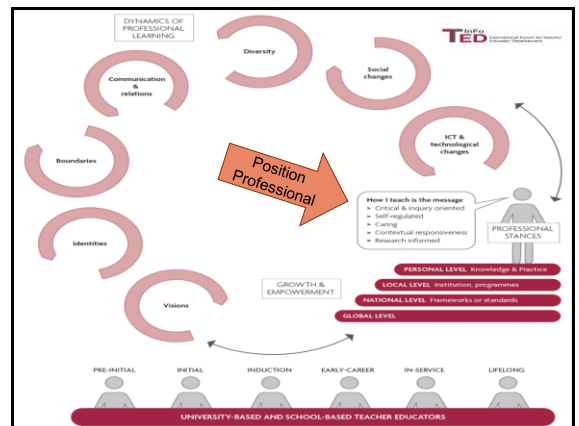 DYNAMICS OF
PROFESSIONAL
LEARNING
InFo
TED
International Forum for Teacher
Educator Development
Diversity
Social
changes
Communication
&
relations
ICT &
technological
changes
Boundaries
Position
Professional
How I teach is the message
> Critical & inquiry oriented
> Self-regulated
> Caring
> Contextual responsiveness
> Research informed
PROFESSIONAL
STANCES
Identities
PERSONAL LEVEL Knowledge & Practice
LOCAL LEVEL Institution, programmes
NATIONAL LEVEL Frameworks or standards
GLOBAL LEVEL
GROWTH &
EMPOWERMENT
Visions
PRE-INITIAL INITIAL INDUCTION EARLY-CAREER IN-SERVICE LIFELONG
UNIVERSITY-BASED AND SCHOOL-BASED TEACHER EDUCATORS